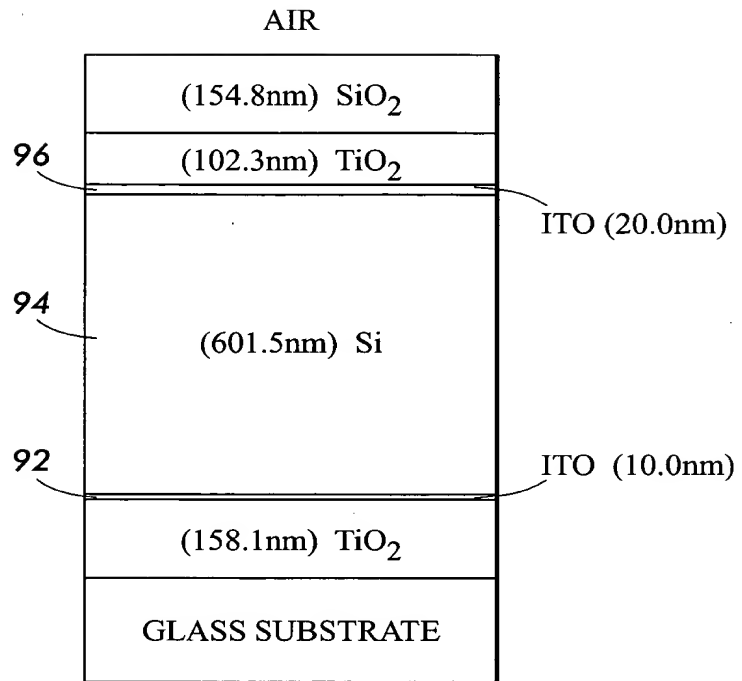 AIR
(154.8nm) SiO2
96
(102.3nm) TiO2
ITO (20.0nm)
94
(601.5nm) Si
92
ITO (10.0nm)
(158.1nm) TiO2
GLASS SUBSTRATE